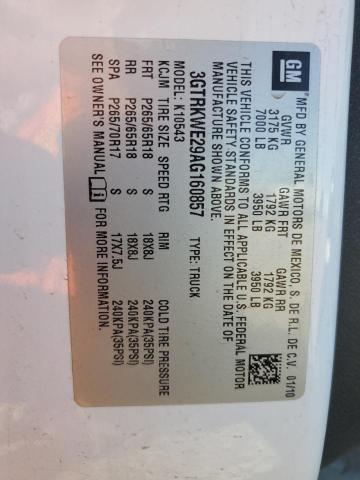 GM
MFD BY GENERAL MOTORS DE MEXICO, S. DE R.L. DE C.V. 01/10
GVWR GAWR FRT GAWR RR
3175 KG 1792 KG 1792 KG
7000 LB 3950 LB 3950 LB
THIS VEHICLE CONFORMS TO ALL APPLICABLE U.S. FEDERAL MOTOR
VEHICLE SAFETY STANDARDS IN EFFECT ON THE DATE OF
MANUFACTURE SHOWN ABOVE.
3GTRKWE29AG160857 TYPE: TRUCK
MODEL: K10543
KCJM TIRE SIZE SPEED RTG RIM COLD TIRE PRESSURE
FRT P265/65R18 S 18X8J 240KPA(35PSI)
RR P265/65R18 S 18X8J 240KPA(35PSI)
SPA P265/70R17 S 17X7.5J 240KPA(35PSI)
SEE OWNER'S MANUAL FOR MORE INFORMATION.